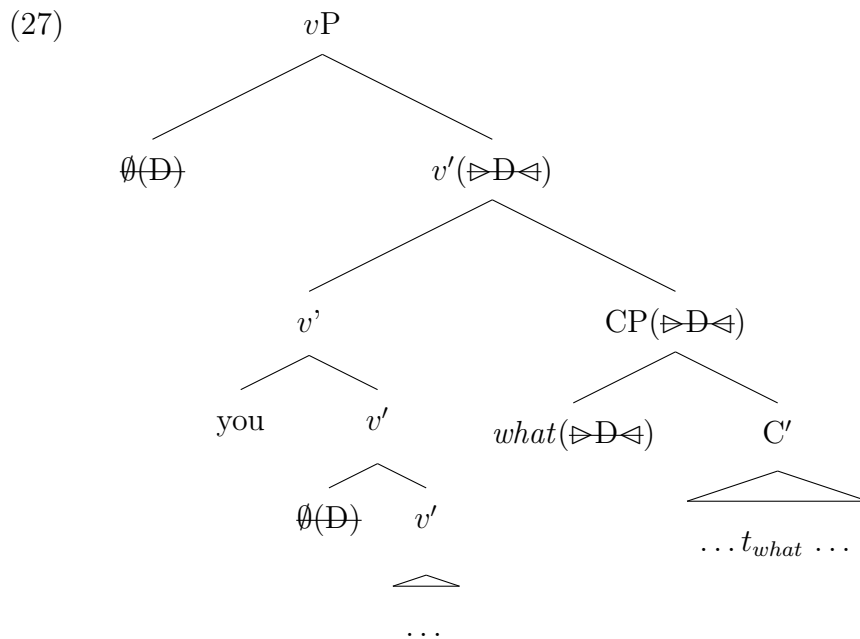 (27) vP
∅(D) v′(▷D◁)
v’ CP(▷D◁)
you v′ what(▷D◁) C′
∅(D) v′
… t_what …
…